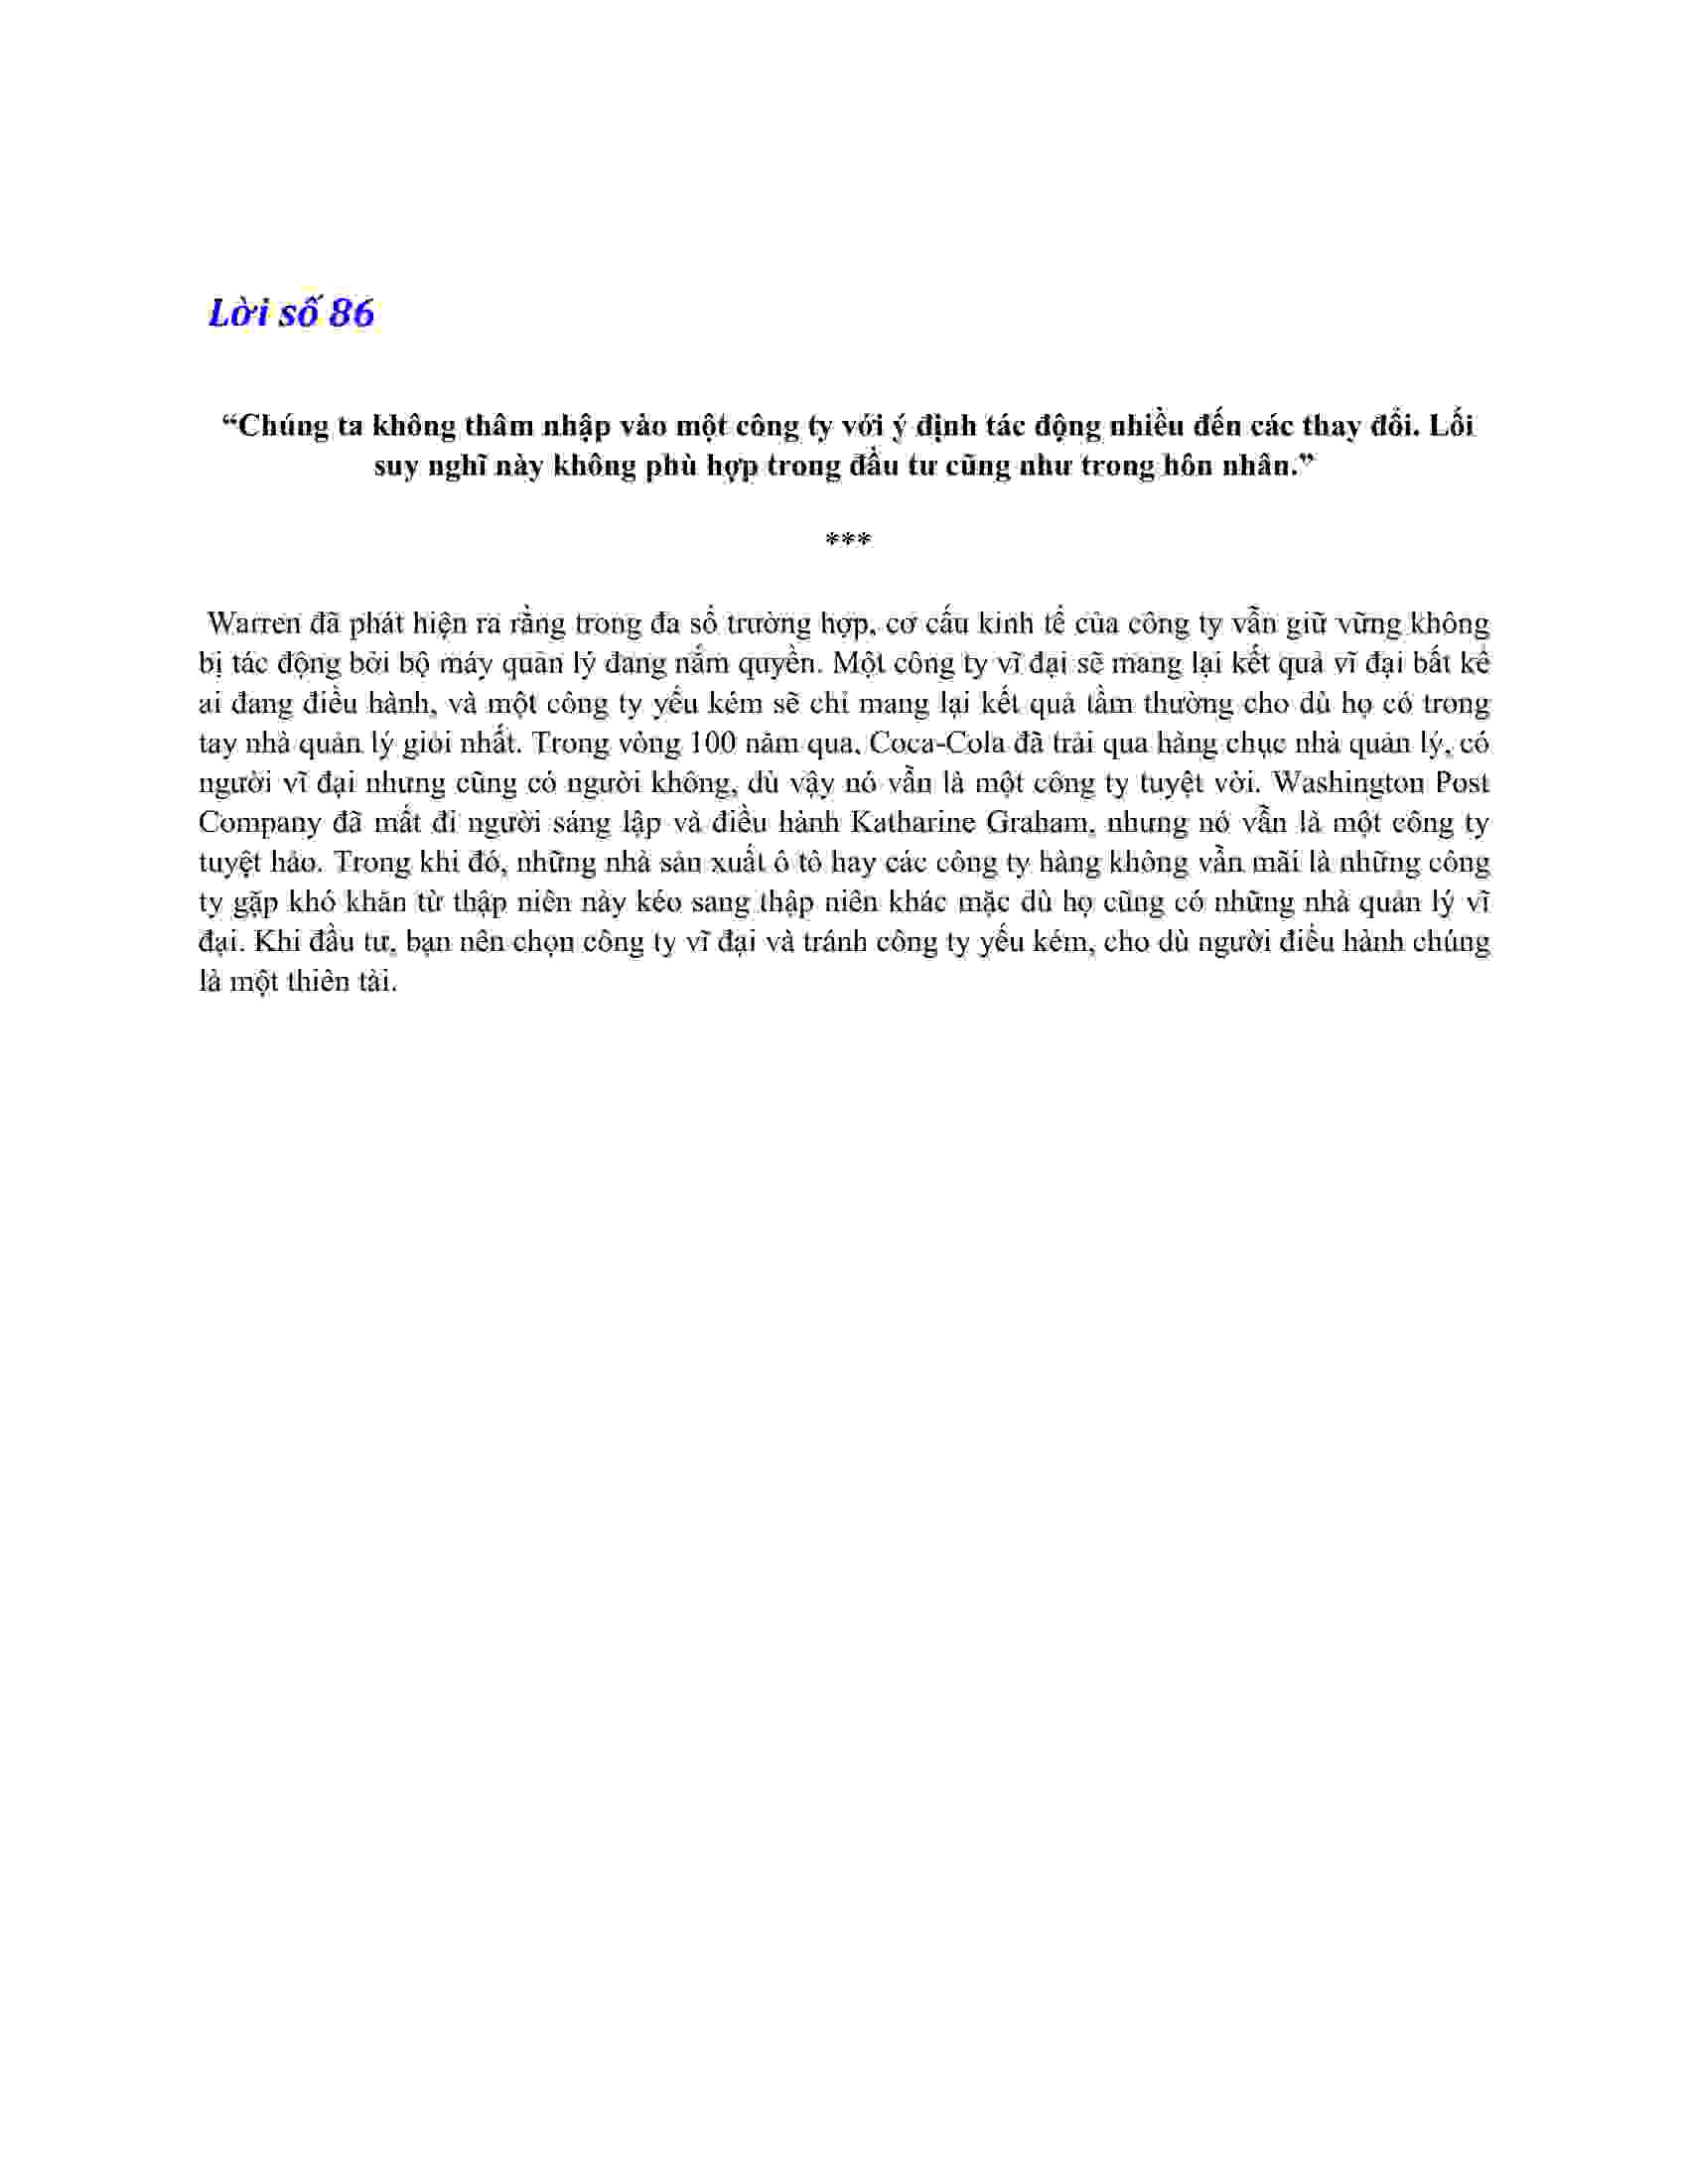 Lời số 86
“Chúng ta không thâm nhập vào một công ty với ý định tác động nhiều đến các thay đổi. Lối
suy nghĩ này không phù hợp trong đầu tư cũng như trong hôn nhân.”
***
Warren đã phát hiện ra rằng trong đa số trường hợp, cơ cấu kinh tế của công ty vẫn giữ vững không
bị tác động bởi bộ máy quản lý đang nắm quyền. Một công ty vĩ đại sẽ mang lại kết quả vĩ đại bất kể
ai đang điều hành, và một công ty yếu kém sẽ chỉ mang lại kết quả tầm thường cho dù họ có trong
tay nhà quản lý giỏi nhất. Trong vòng 100 năm qua, Coca-Cola đã trải qua hàng chục nhà quản lý, có
người vĩ đại nhưng cũng có người không, dù vậy nó vẫn là một công ty tuyệt vời. Washington Post
Company đã mất đi người sáng lập và điều hành Katharine Graham, nhưng nó vẫn là một công ty
tuyệt hảo. Trong khi đó, những nhà sản xuất ô tô hay các công ty hàng không vẫn mãi là những công
ty gặp khó khăn từ thập niên này kéo sang thập niên khác mặc dù họ cũng có những nhà quản lý vĩ
đại. Khi đầu tư, bạn nên chọn công ty vĩ đại và tránh công ty yếu kém, cho dù người điều hành chúng
là một thiên tài.